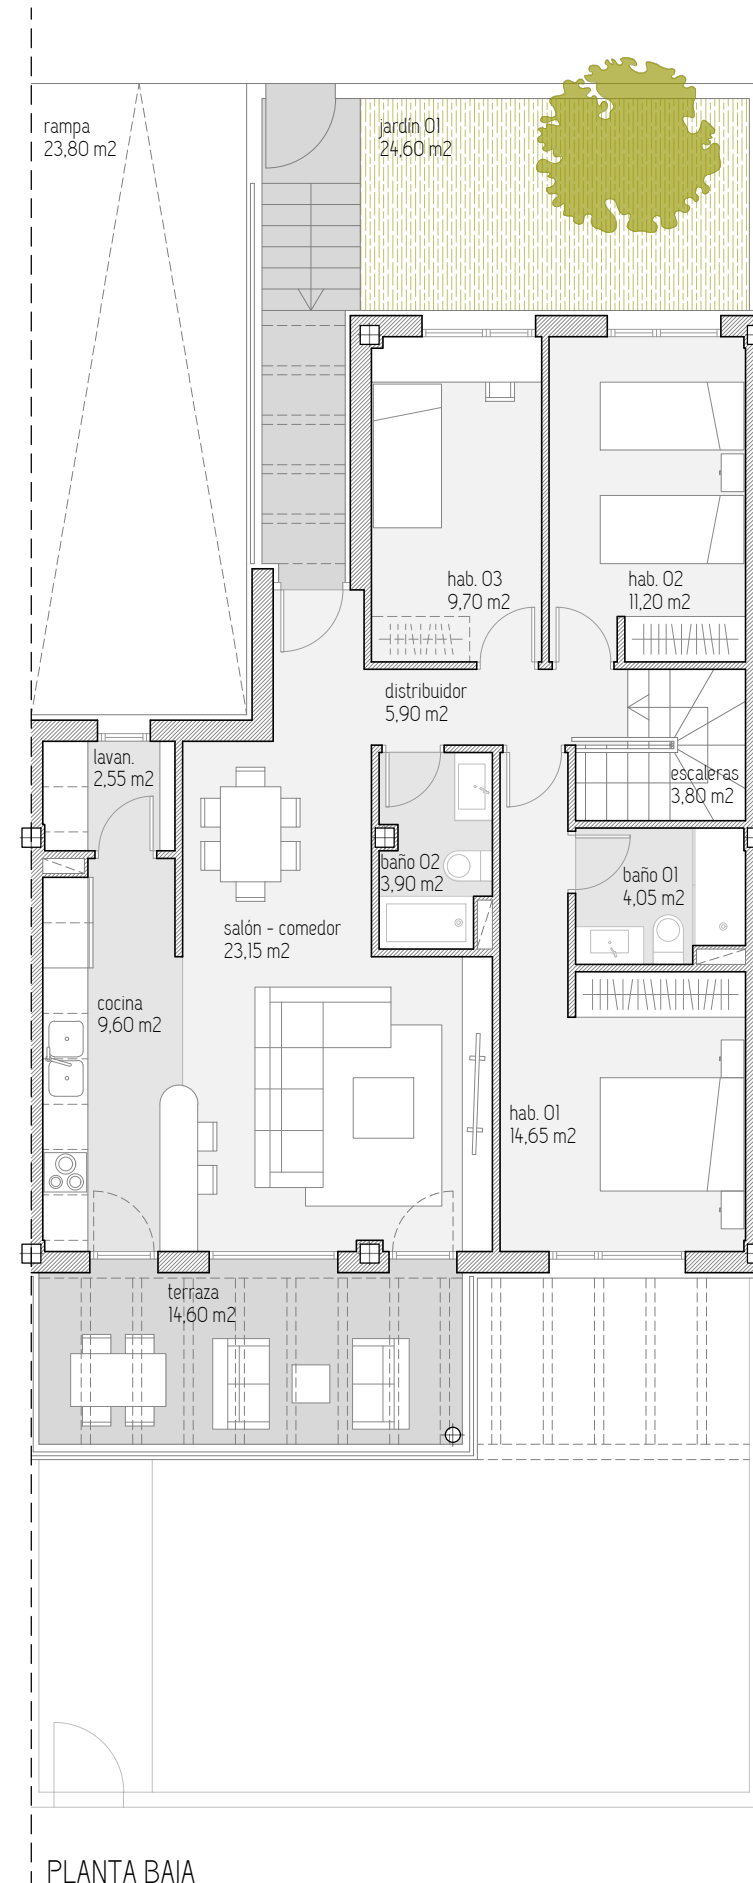 rampa
23,80 m2
jardín 01
24,60 m2
hab. 03
9,70 m2
hab. 02
11,20 m2
distribuidor
5,90 m2
lavan.
2,55 m2
escaleras
3,80 m2
baño 02
3,90 m2
baño 01
4,05 m2
salón - comedor
23,15 m2
cocina
9,60 m2
hab. 01
14,65 m2
terraza
14,60 m2
PLANTA BAJA